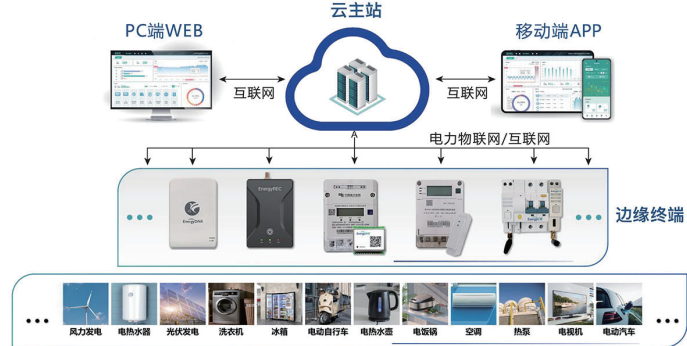 云主站
PC端WEB
移动端APP
互联网
互联网
电力物联网/互联网
EnergyDNA
EnergyREC
边缘终端
风力发电
电热水器
光伏发电
洗衣机
冰箱
电动自行车
电热水壶
电饭锅
空调
热泵
电视机
电动汽车